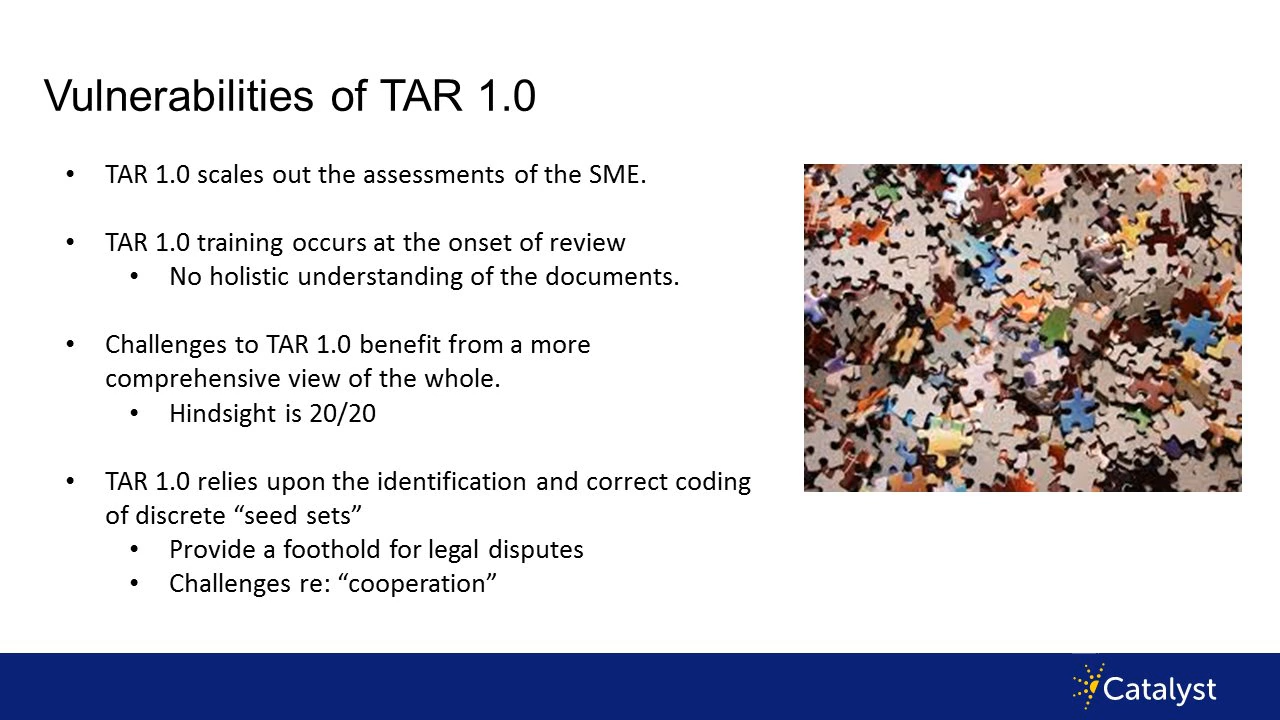 Vulnerabilities of TAR 1.0
• TAR 1.0 scales out the assessments of the SME.
• TAR 1.0 training occurs at the onset of review
• No holistic understanding of the documents.
• Challenges to TAR 1.0 benefit from a more
comprehensive view of the whole.
• Hindsight is 20/20
• TAR 1.0 relies upon the identification and correct coding
of discrete “seed sets”
• Provide a foothold for legal disputes
• Challenges re: “cooperation”
Catalyst